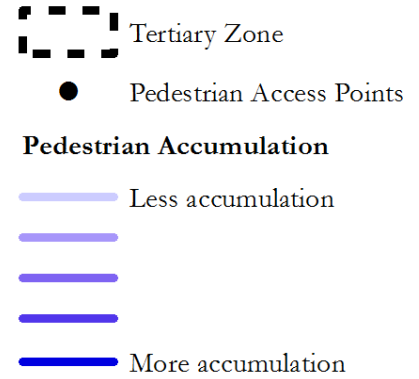 Tertiary Zone
Pedestrian Access Points
Pedestrian Accumulation
Less accumulation
More accumulation